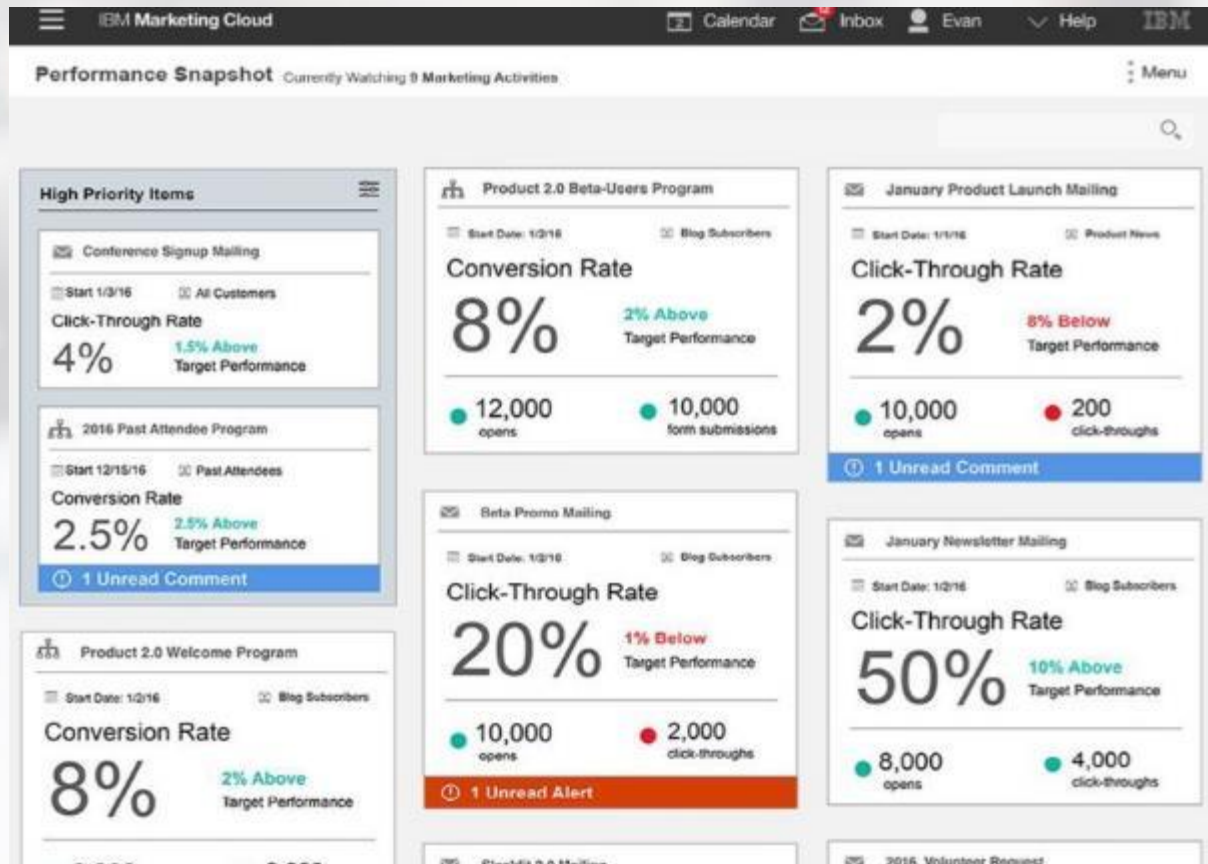 IBM Marketing Cloud
Calendar
Inbox
Evan
Help
IBM
Performance Snapshot Currently Watching 9 Marketing Activities
Menu
High Priority Items
Conference Signup Mailing
Start 1/3/16 All Customers
Click-Through Rate
4%
1.5% Above
Target Performance
2016 Past Attendee Program
Start 12/15/16 Past Attendees
Conversion Rate
2.5%
2.5% Above
Target Performance
1 Unread Comment
Product 2.0 Welcome Program
Start Date: 1/2/16 Blog Subscribers
Conversion Rate
8%
2% Above
Target Performance
Product 2.0 Beta-Users Program
Start Date: 1/2/16 Blog Subscribers
Conversion Rate
8%
2% Above
Target Performance
12,000
opens
10,000
form submissions
Beta Promo Mailing
Start Date: 1/2/16 Blog Subscribers
Click-Through Rate
20%
1% Below
Target Performance
10,000
opens
2,000
click-throughs
1 Unread Alert
January Product Launch Mailing
Start Date: 1/1/16 Product News
Click-Through Rate
2%
8% Below
Target Performance
10,000
opens
200
click-throughs
1 Unread Comment
January Newsletter Mailing
Start Date: 1/2/16 Blog Subscribers
Click-Through Rate
50%
10% Above
Target Performance
8,000
opens
4,000
click-throughs
2016 Volunteer Request